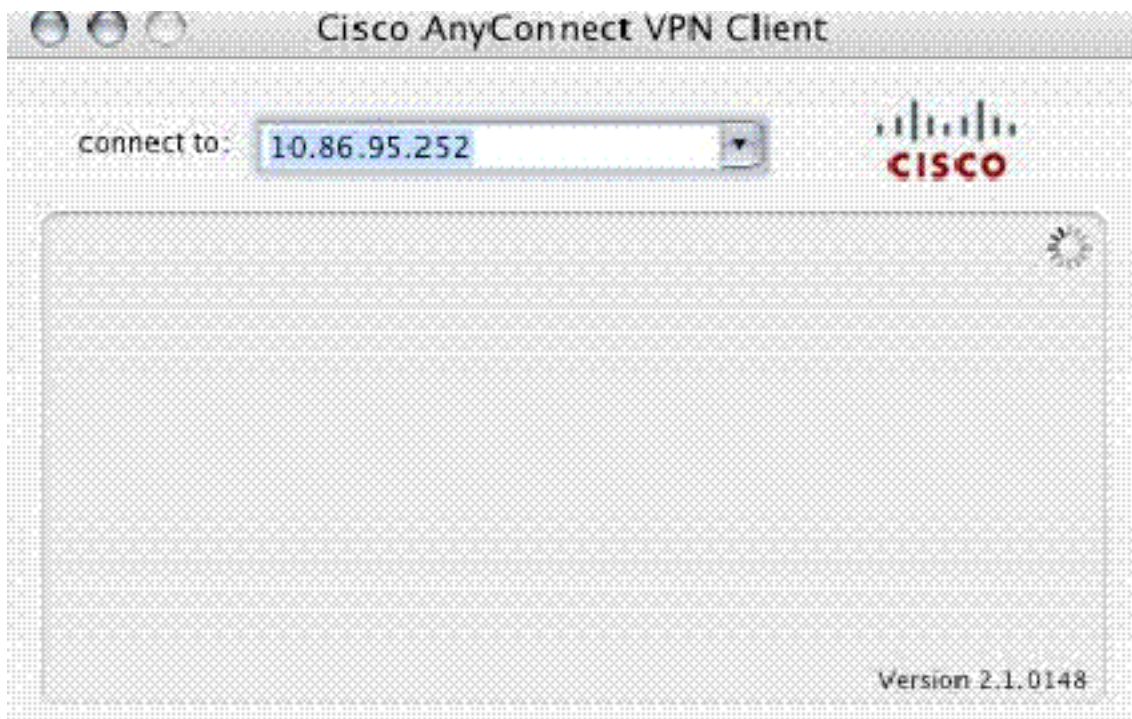 Cisco AnyConnect VPN Client
connect to: 10.86.95.252
CISCO
Version 2.1.0148